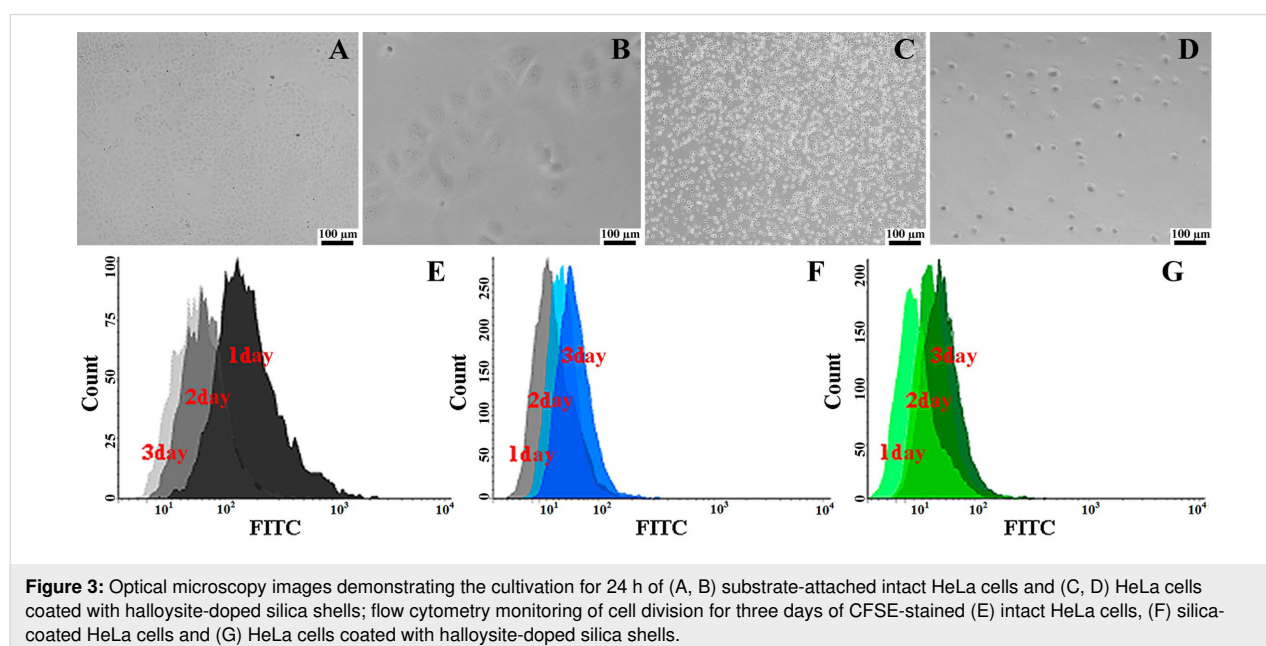 A B C D
100 µm 100 µm 100 µm 100 µm
E F G
Count
100
75
50
25
0
1day
2day
3day
10¹ 10² 10³ 10⁴
FITC
Count
250
200
150
100
50
0
3day
2day
1day
10¹ 10² 10³ 10⁴
FITC
Count
200
150
100
50
0
3day
2day
1day
10¹ 10² 10³ 10⁴
FITC
Figure 3: Optical microscopy images demonstrating the cultivation for 24 h of (A, B) substrate-attached intact HeLa cells and (C, D) HeLa cells
coated with halloysite-doped silica shells; flow cytometry monitoring of cell division for three days of CFSE-stained (E) intact HeLa cells, (F) silica-
coated HeLa cells and (G) HeLa cells coated with halloysite-doped silica shells.